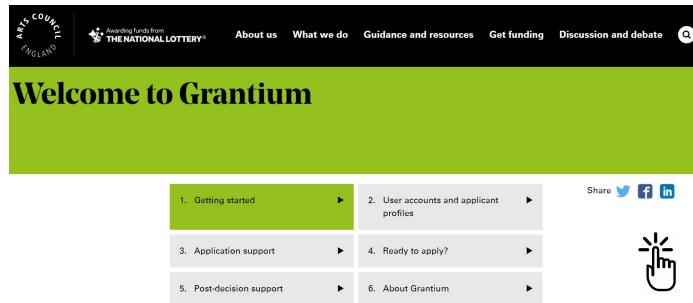 ARTS COUNCIL ENGLAND
Awarding funds from
THE NATIONAL LOTTERY®
About us What we do Guidance and resources Get funding Discussion and debate
Welcome to Grantium
1. Getting started
2. User accounts and applicant
profiles
Share
3. Application support
4. Ready to apply?
5. Post-decision support
6. About Grantium